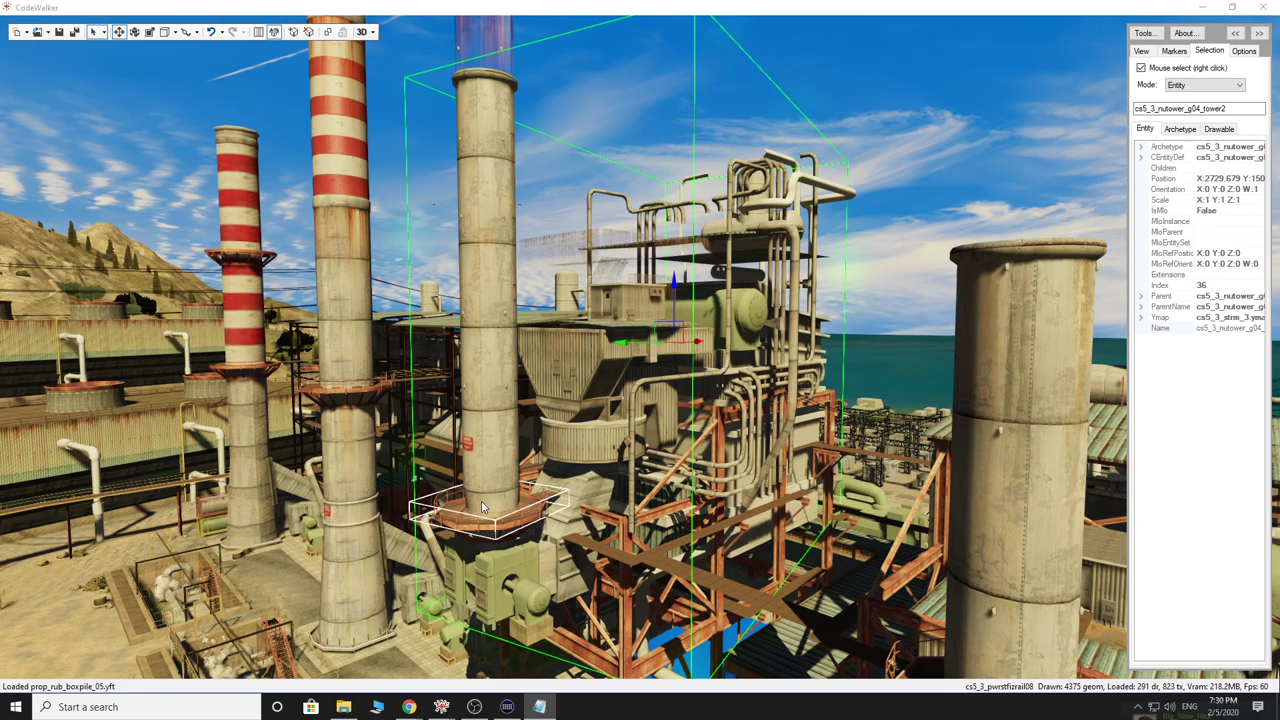 CodeWalker
3D
Tools... About... << >>
View Markers Selection Options
Mouse select (right click)
Mode: Entity
cs5_3_nutower_g04_tower2
Entity Archetype Drawable
Archetype cs5_3_nutower_g
CEntityDef cs5_3_nutower_g
Children
Position X:2729.679 Y:150
Orientation X:0 Y:0 Z:0 W:1
Scale X:1 Y:1 Z:1
IsMlo False
MloInstance
MloParent
MloEntitySet
MloRefPositic X:0 Y:0 Z:0
MloRefOrient X:0 Y:0 Z:0 W:0
Extensions
Index 36
Parent cs5_3_nutower_g
ParentName cs5_3_nutower_g
Ymap cs5_3_strm_3.yma
Name cs5_3_nutower_g04_
Loaded prop_rub_boxpile_05.yft
cs5_3_pwrstfizrail08 Drawn: 4375 geom, Loaded: 291 dr, 823 tx, Vram: 218.2MB, Fps: 60
Start a search
ENG
7:30 PM
2/5/2020